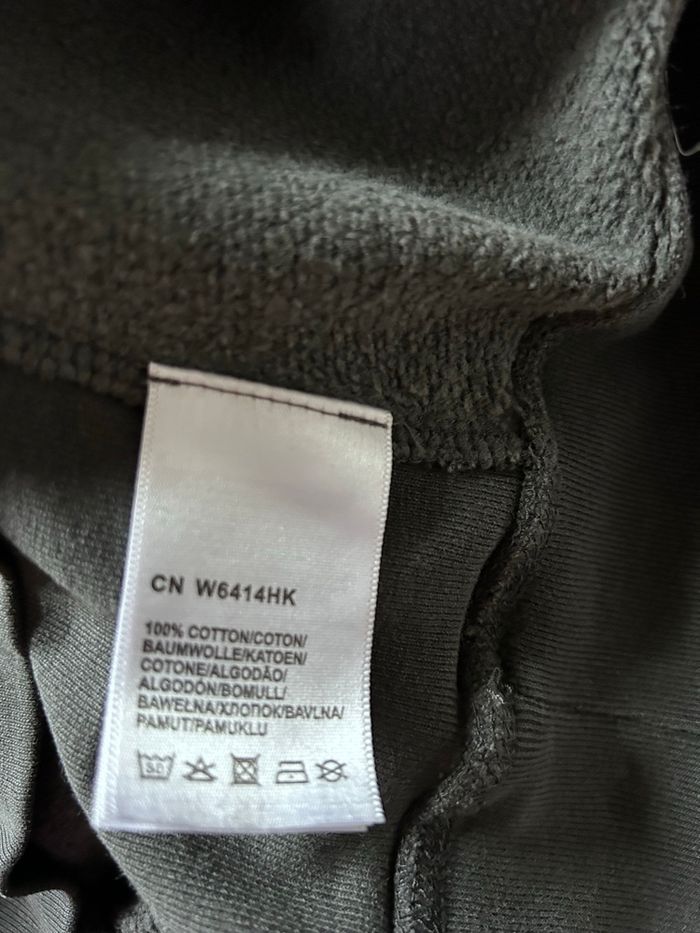 CN W6414HK
100% COTTON/COTON/
BAUMWOLLE/KATOEN/
COTONE/ALGODÃO/
ALGODÓN/BOMULL/
BAWEŁNA/ХЛОПОК/BAVLNA/
PAMUT/PAMUKLU